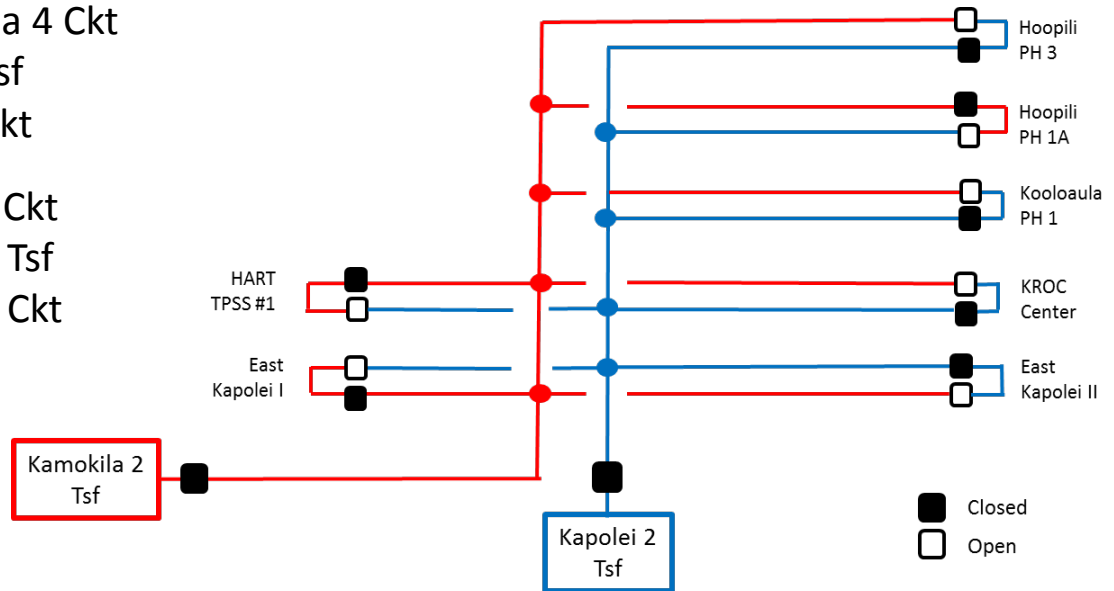 a 4 Ckt
sf
kt
Ckt
Tsf
Ckt
Hoopili
PH 3
Hoopili
PH 1A
Kooloaula
PH 1
HART
TPSS #1
KROC
Center
East
Kapolei I
East
Kapolei II
Kamokila 2
Tsf
Kapolei 2
Tsf
Closed
Open